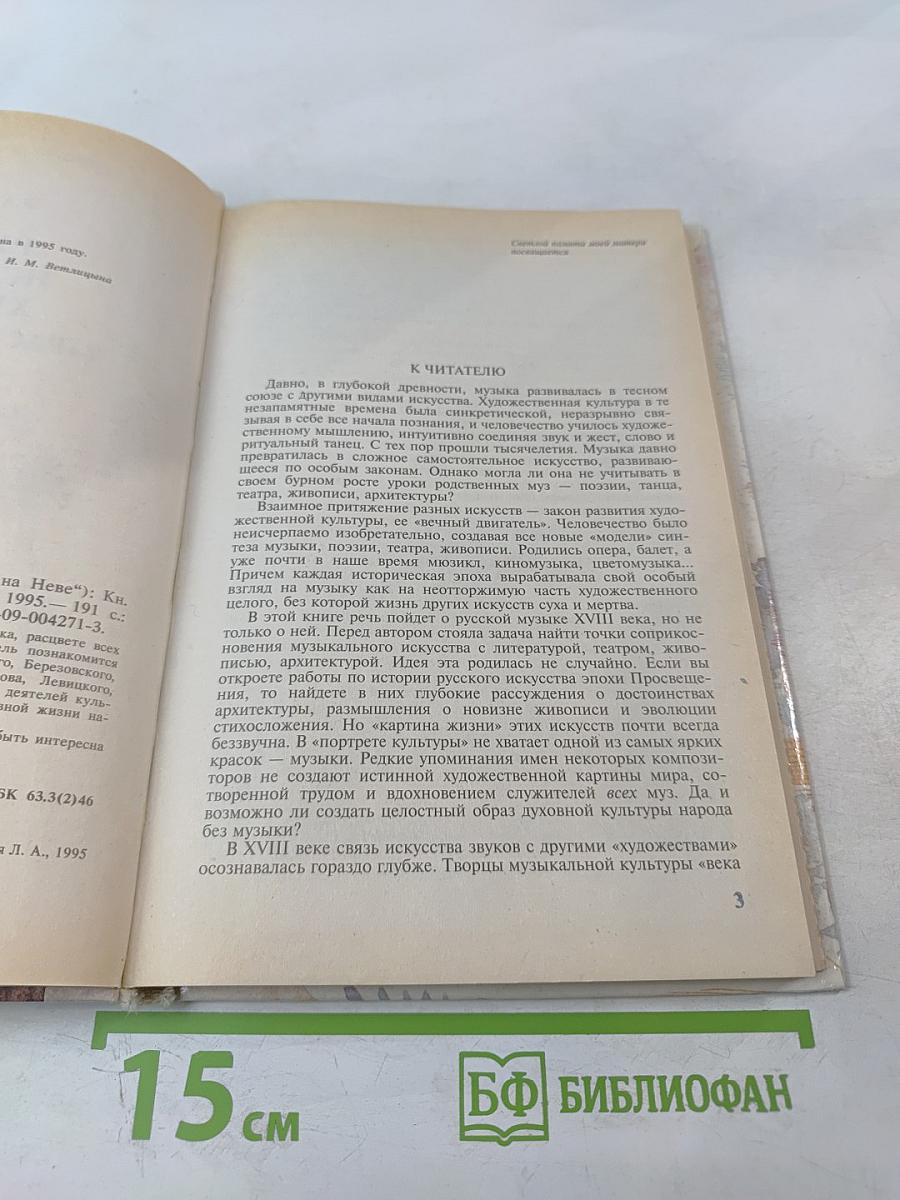 на в 1995 году.
И. М. Ветлицына
на Неве“): Кн.
1995.— 191 с.:
-09-004271-3.
ка, расцвете всех
ль познакомится
го, Березовского,
ова, Левицкого,
деятелей куль-
вной жизни на-
быть интересна
БК 63.3(2)46
я Л. А., 1995
Светлой памяти моей матери
посвящается
К ЧИТАТЕЛЮ
Давно, в глубокой древности, музыка развивалась в тесном
союзе с другими видами искусства. Художественная культура в те
незапамятные времена была синкретической, неразрывно свя-
зывая в себе все начала познания, и человечество училось художе-
ственному мышлению, интуитивно соединяя звук и жест, слово и
ритуальный танец. С тех пор прошли тысячелетия. Музыка давно
превратилась в сложное самостоятельное искусство, развиваю-
щееся по особым законам. Однако могла ли она не учитывать в
своем бурном росте уроки родственных муз — поэзии, танца,
театра, живописи, архитектуры?
Взаимное притяжение разных искусств — закон развития худо-
жественной культуры, ее «вечный двигатель». Человечество было
неисчерпаемо изобретательно, создавая все новые «модели» син-
теза музыки, поэзии, театра, живописи. Родились опера, балет, а
уже почти в наше время мюзикл, киномузыка, цветомузыка...
Причем каждая историческая эпоха вырабатывала свой особый
взгляд на музыку как на неотторжимую часть художественного
целого, без которой жизнь других искусств суха и мертва.
В этой книге речь пойдет о русской музыке XVIII века, но не
только о ней. Перед автором стояла задача найти точки соприкос-
новения музыкального искусства с литературой, театром, живо-
писью, архитектурой. Идея эта родилась не случайно. Если вы
откроете работы по истории русского искусства эпохи Просвеще-
ния, то найдете в них глубокие рассуждения о достоинствах
архитектуры, размышления о новизне живописи и эволюции
стихосложения. Но «картина жизни» этих искусств почти всегда
беззвучна. В «портрете культуры» не хватает одной из самых ярких
красок — музыки. Редкие упоминания имен некоторых компози-
торов не создают истинной художественной картины мира, со-
творенной трудом и вдохновением служителей всех муз. Да и
возможно ли создать целостный образ духовной культуры народа
без музыки?
В XVIII веке связь искусства звуков с другими «художествами»
осознавалась гораздо глубже. Творцы музыкальной культуры «века
3
15 см
БФ БИБЛИОФАН